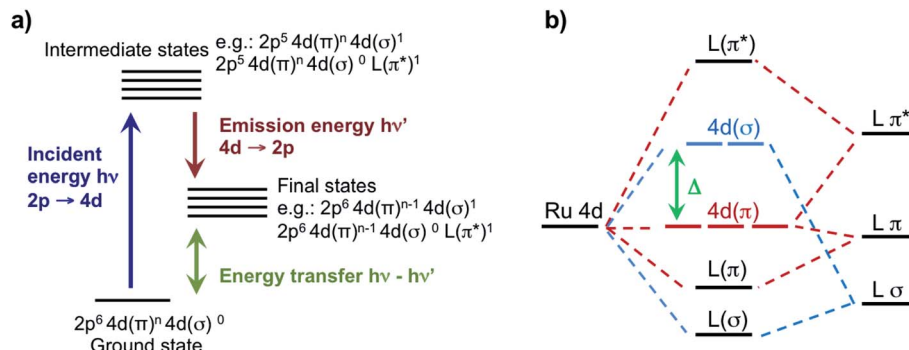 a)
Intermediate states
e.g.: 2p⁵ 4d(π)ⁿ 4d(σ)¹
2p⁵ 4d(π)ⁿ 4d(σ) ⁰ L(π*)¹
Incident
energy hν
2p → 4d
Emission energy hν'
4d → 2p
Final states
e.g.: 2p⁶ 4d(π)ⁿ⁻¹ 4d(σ)¹
2p⁶ 4d(π)ⁿ⁻¹ 4d(σ) ⁰ L(π*)¹
Energy transfer hν - hν'
2p⁶ 4d(π)ⁿ 4d(σ) ⁰
Ground state
b)
L(π*)
4d(σ)
L π*
Δ
Ru 4d
4d(π)
L π
L(π)
L σ
L(σ)